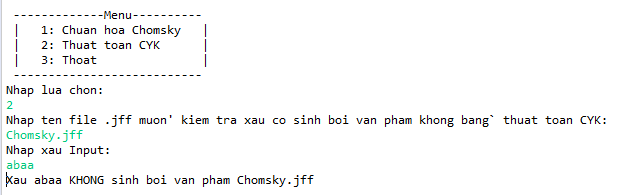 -------------Menu----------
|   1: Chuan hoa Chomsky   |
|   2: Thuat toan CYK      |
|   3: Thoat               |
---------------------------
Nhap lua chon:
2
Nhap ten file .jff muon' kiem tra xau co sinh boi van pham khong bang` thuat toan CYK:
Chomsky.jff
Nhap xau Input:
abaa
Xau abaa KHONG sinh boi van pham Chomsky.jff